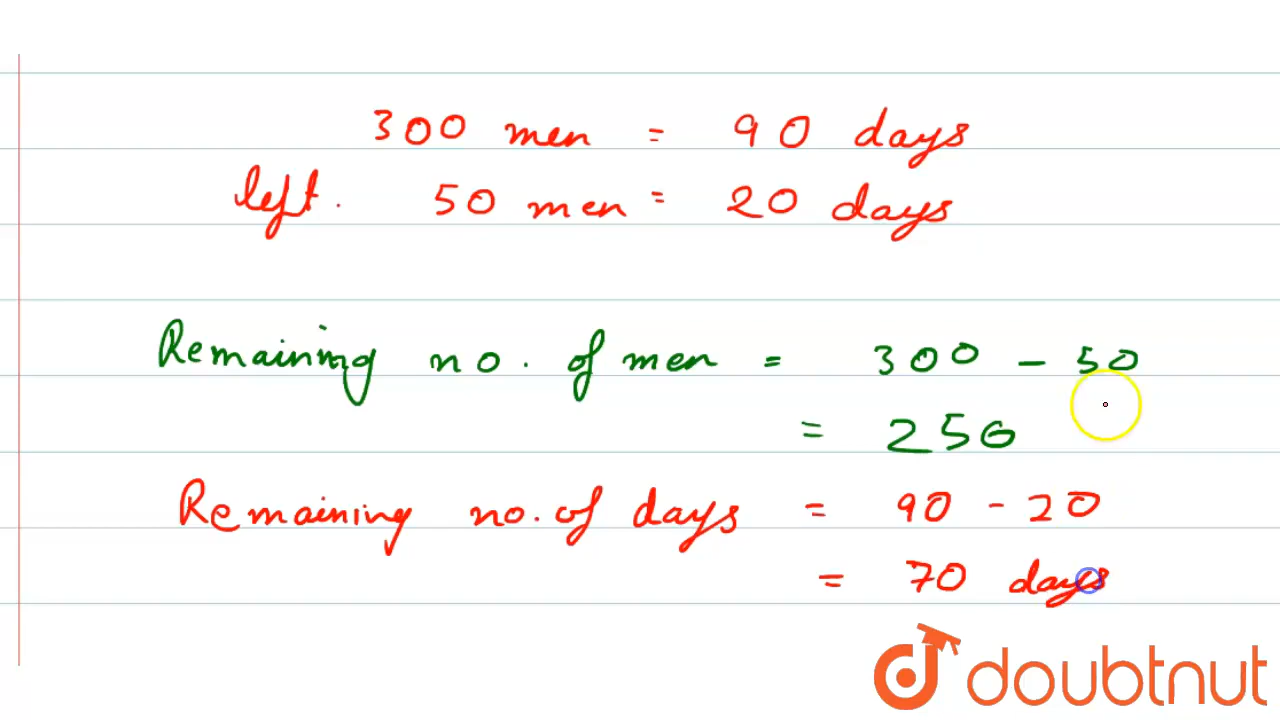 300 men = 90 days
left. 50 men = 20 days
Remaining no. of men = 300 - 50
= 250
Remaining no. of days = 90 - 20
= 70 days
doubtnut